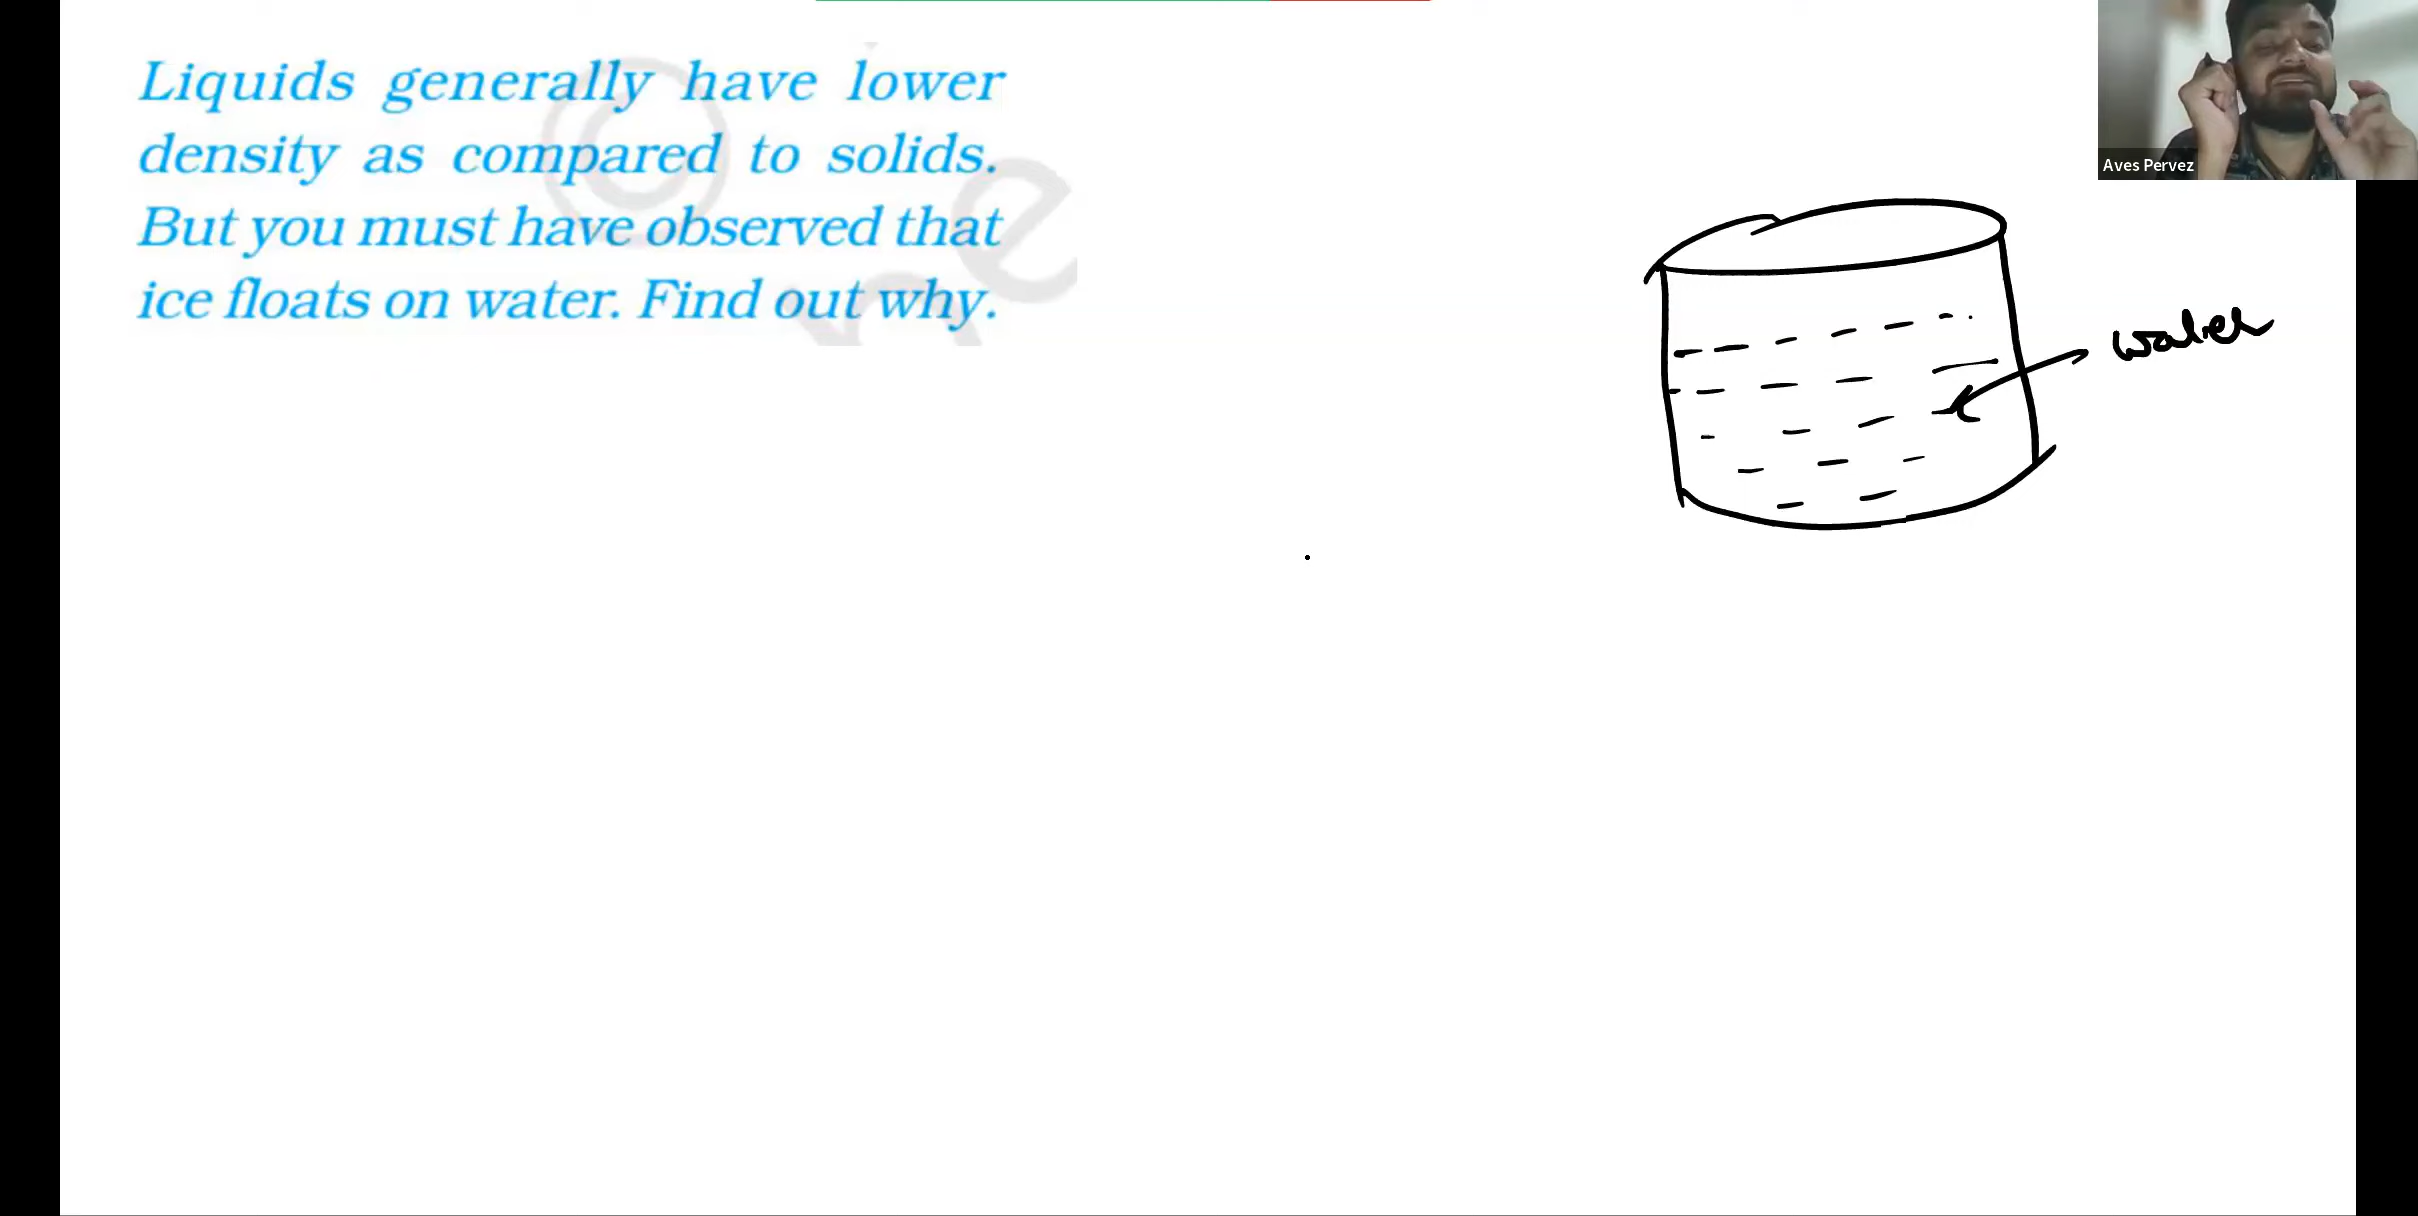 Liquids generally have lower
density as compared to solids.
But you must have observed that
ice floats on water. Find out why.
Aves Pervez
water